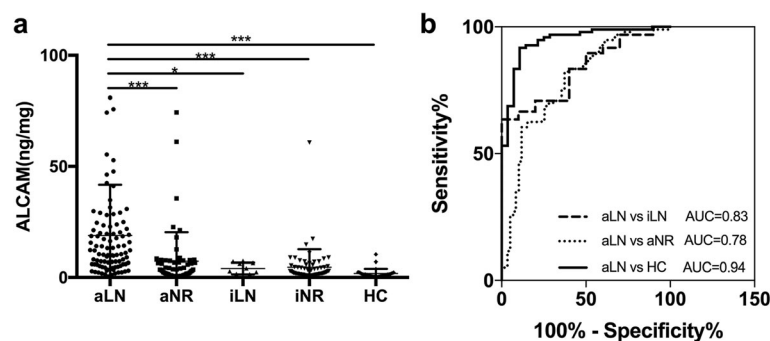 a
ALCAM(ng/mg)
100
50
0
***
***
*
***
aLN
aNR
iLN
iNR
HC
b
Sensitivity%
100
50
0
aLN vs iLN AUC=0.83
aLN vs aNR AUC=0.78
aLN vs HC AUC=0.94
0
50
100
150
100% - Specificity%